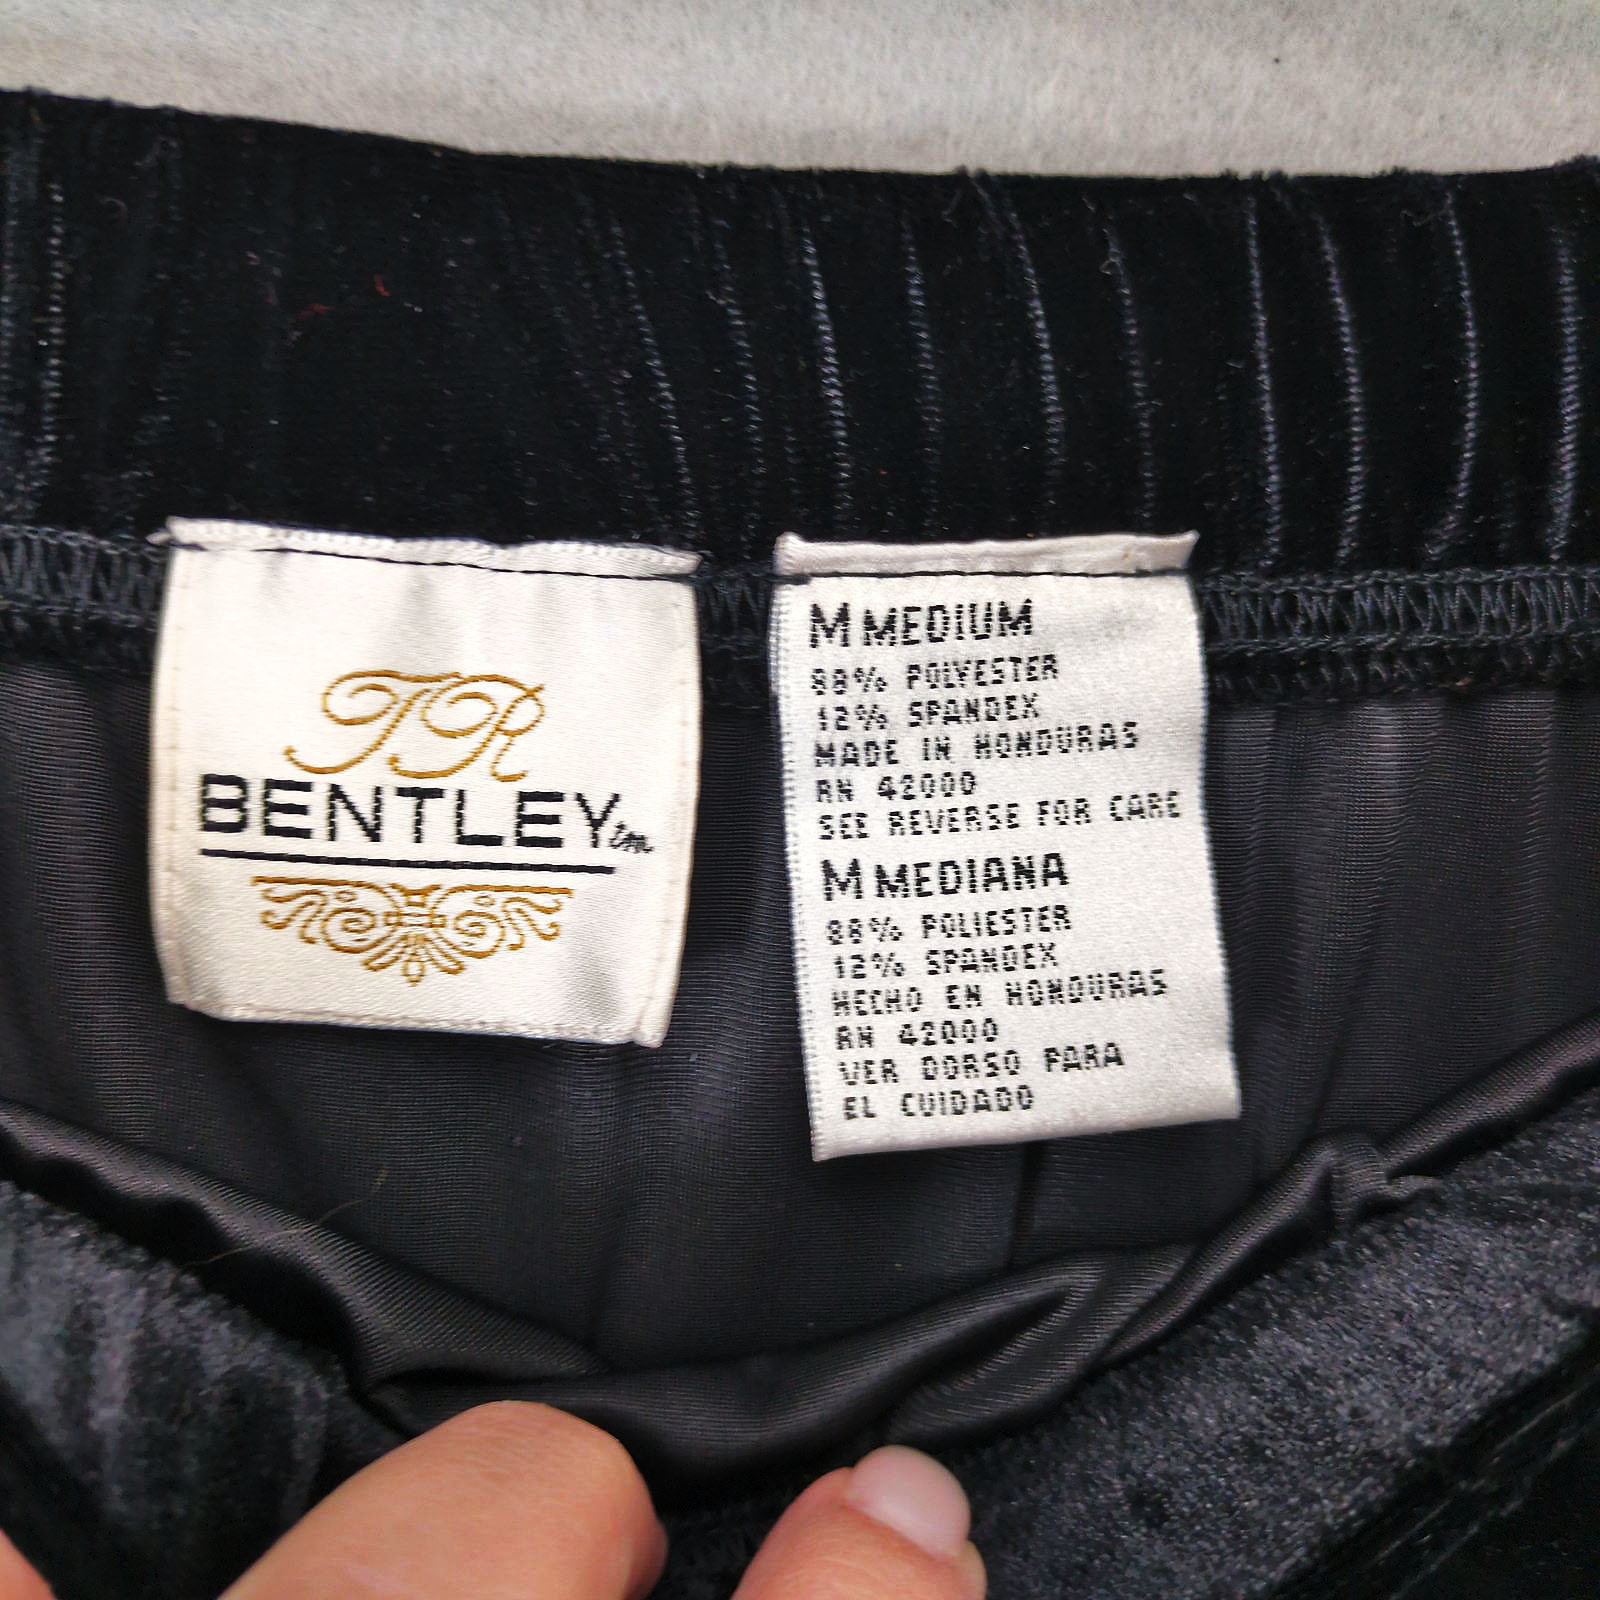 JR
BENTLEY tm
M MEDIUM
88% POLYESTER
12% SPANDEX
MADE IN HONDURAS
RN 42000
SEE REVERSE FOR CARE
M MEDIANA
88% POLIESTER
12% SPANDEX
HECHO EN HONDURAS
RN 42000
VER DORSO PARA
EL CUIDADO